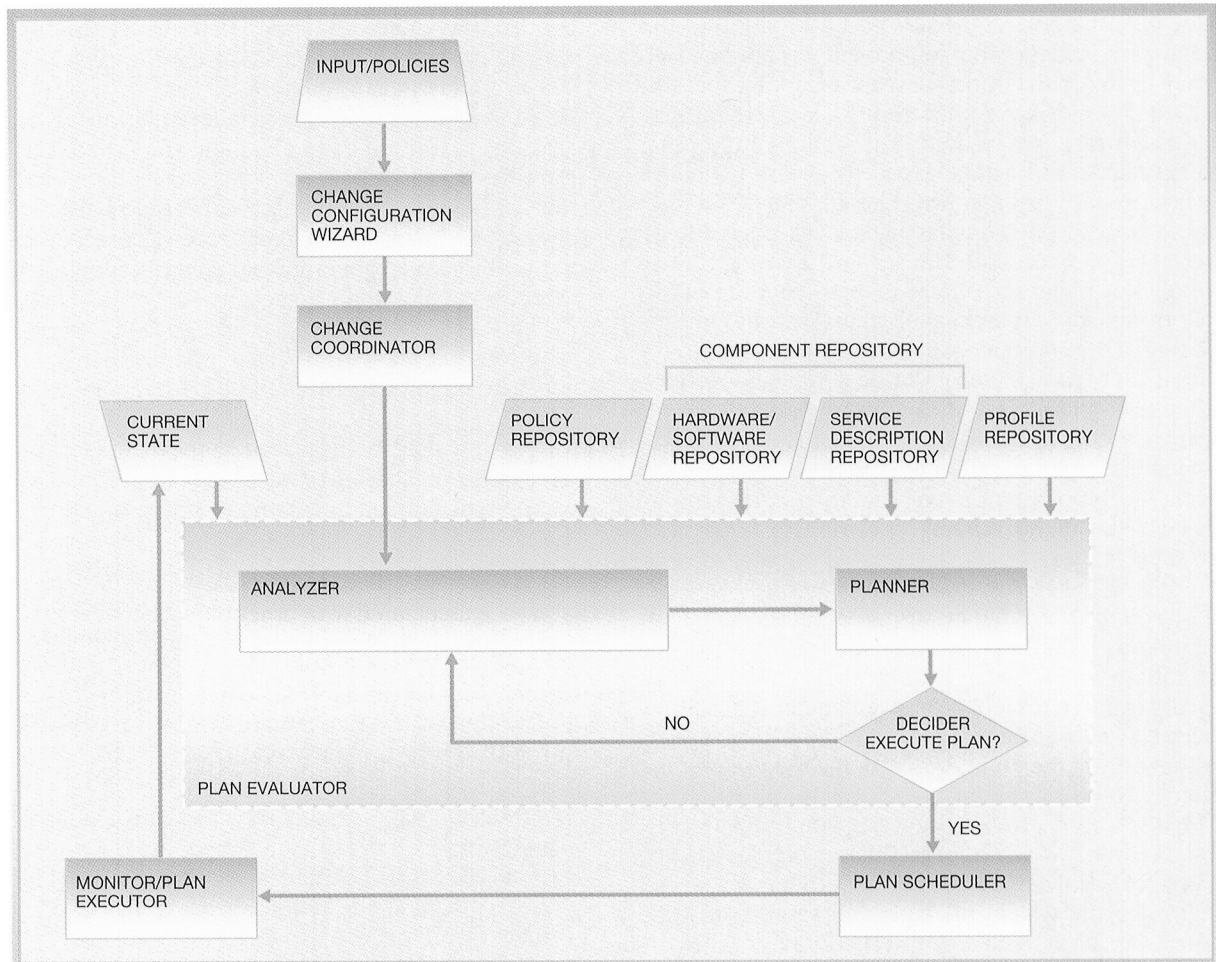 INPUT/POLICIES
CHANGE
CONFIGURATION
WIZARD
CHANGE
COORDINATOR
COMPONENT REPOSITORY
CURRENT
STATE
POLICY
REPOSITORY
HARDWARE/
SOFTWARE
REPOSITORY
SERVICE
DESCRIPTION
REPOSITORY
PROFILE
REPOSITORY
ANALYZER
PLANNER
NO
DECIDER
EXECUTE PLAN?
PLAN EVALUATOR
YES
MONITOR/PLAN
EXECUTOR
PLAN SCHEDULER